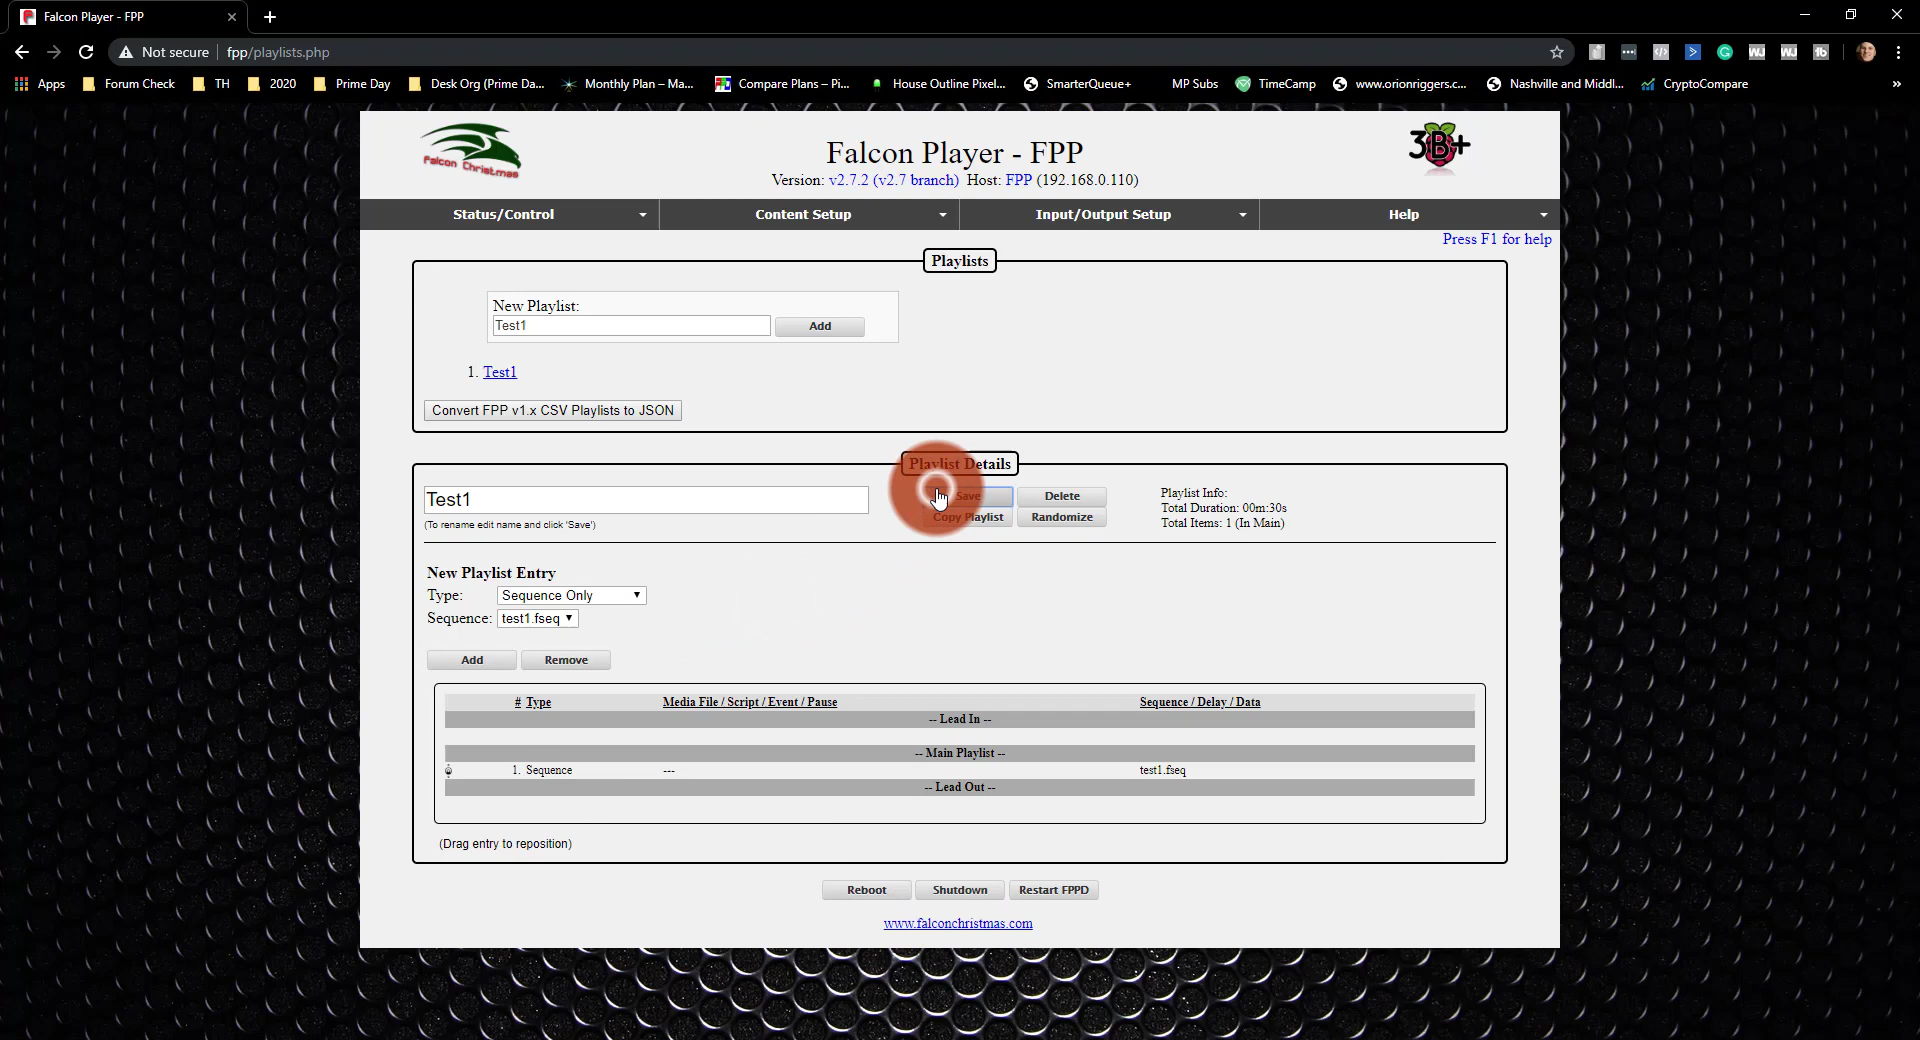 Falcon Player - FPP
Not secure
fpp/playlists.php
Apps
Forum Check
TH
2020
Prime Day
Desk Org (Prime Da...
Monthly Plan – Ma...
Compare Plans – Pi...
House Outline Pixel...
SmarterQueue+
MP Subs
TimeCamp
www.orionriggers.c...
Nashville and Middl...
CryptoCompare
»
Falcon Christmas
Falcon Player - FPP
3B+
Version: v2.7.2 (v2.7 branch) Host: FPP (192.168.0.110)
Status/Control
Content Setup
Input/Output Setup
Help
Press F1 for help
Playlists
New Playlist:
Test1
Add
1. Test1
Convert FPP v1.x CSV Playlists to JSON
Playlist Details
Test1
Save
Delete
Playlist Info:
Total Duration: 00m:30s
Copy Playlist
Randomize
Total Items: 1 (In Main)
(To rename edit name and click 'Save')
New Playlist Entry
Type: Sequence Only
Sequence: test1.fseq
Add
Remove
# Type
Media File / Script / Event / Pause
Sequence / Delay / Data
-- Lead In --
-- Main Playlist --
1. Sequence
---
test1.fseq
-- Lead Out --
(Drag entry to reposition)
Reboot
Shutdown
Restart FPPD
www.falconchristmas.com